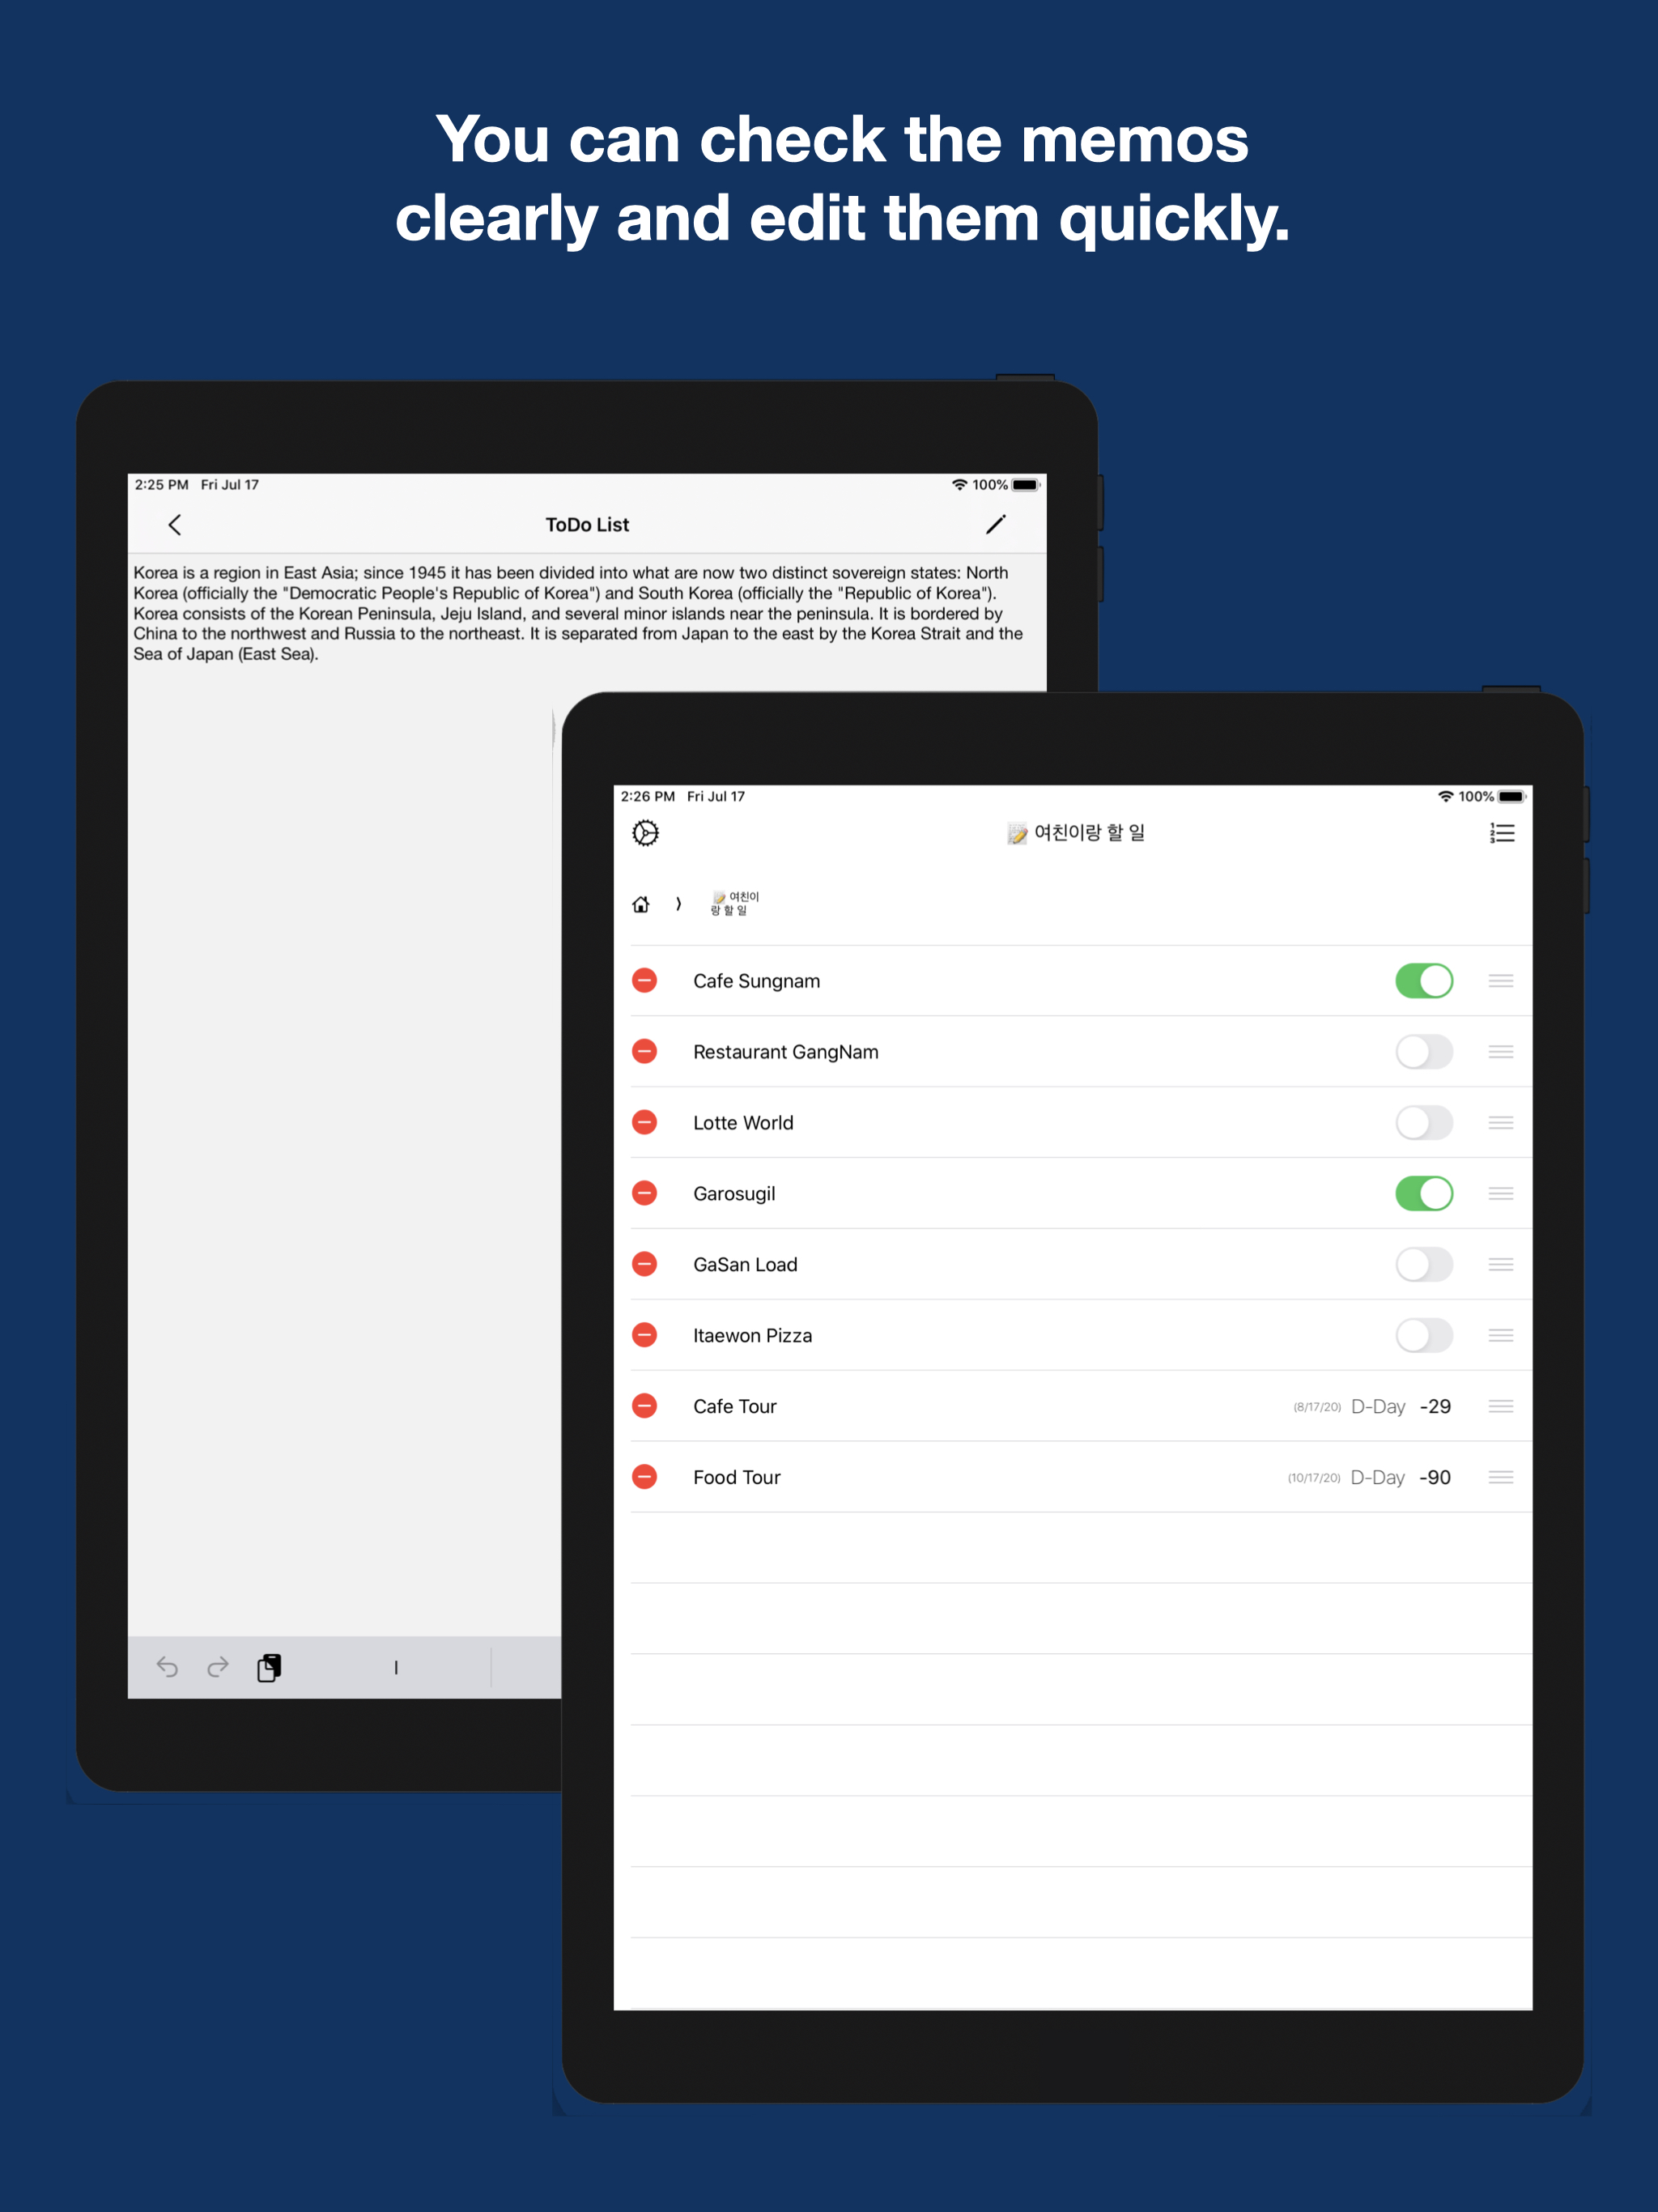 You can check the memos
clearly and edit them quickly.
2:25 PM Fri Jul 17
100%
ToDo List
Korea is a region in East Asia; since 1945 it has been divided into what are now two distinct sovereign states: North
Korea (officially the "Democratic People's Republic of Korea") and South Korea (officially the "Republic of Korea").
Korea consists of the Korean Peninsula, Jeju Island, and several minor islands near the peninsula. It is bordered by
China to the northwest and Russia to the northeast. It is separated from Japan to the east by the Korea Strait and the
Sea of Japan (East Sea).
I
2:26 PM Fri Jul 17
100%
📝 여친이랑 할 일
📝 여친이
랑 할 일
Cafe Sungnam
Restaurant GangNam
Lotte World
Garosugil
GaSan Load
Itaewon Pizza
Cafe Tour (8/17/20) D-Day -29
Food Tour (10/17/20) D-Day -90